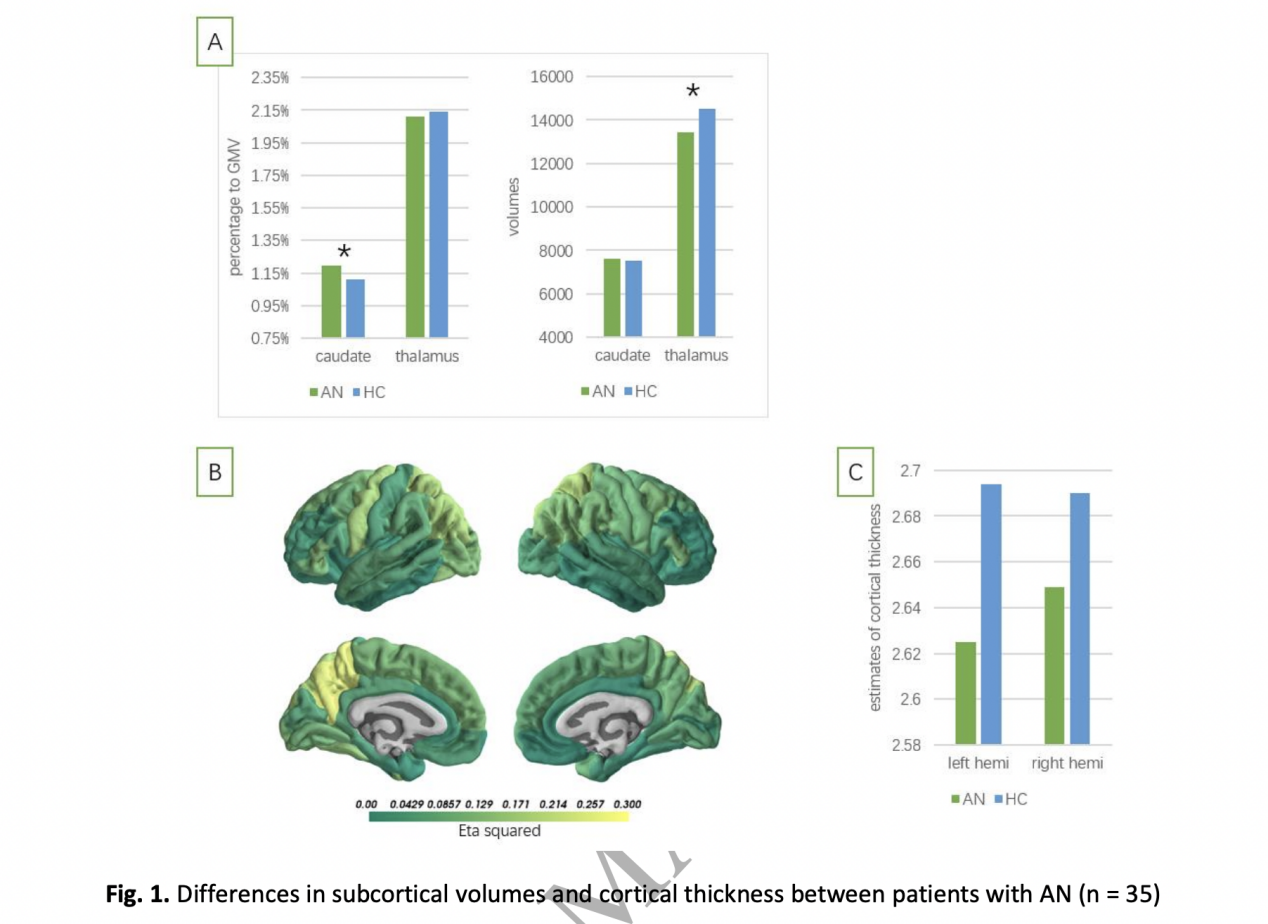 A
2.35%
2.15%
1.95%
1.75%
1.55%
1.35%
1.15%
0.95%
0.75%
percentage to GMV
*
caudate thalamus
AN HC
16000
14000
12000
10000
8000
6000
4000
volumes
*
caudate thalamus
AN HC
B
0.00 0.0429 0.0857 0.129 0.171 0.214 0.257 0.300
Eta squared
C
2.7
2.68
2.66
2.64
2.62
2.6
2.58
estimates of cortical thickness
left hemi right hemi
AN HC
Fig. 1. Differences in subcortical volumes and cortical thickness between patients with AN (n = 35)